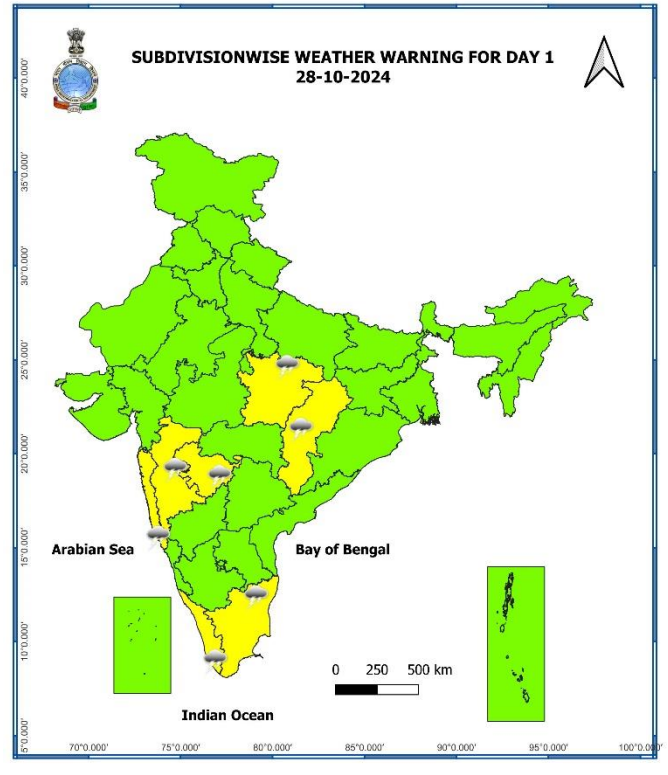 SUBDIVISIONWISE WEATHER WARNING FOR DAY 1
28-10-2024
40°0.000'
35°0.000'
30°0.000'
25°0.000'
20°0.000'
15°0.000'
10°0.000'
5°0.000'
Arabian Sea
Bay of Bengal
0 250 500 km
Indian Ocean
70°0.000' 75°0.000' 80°0.000' 85°0.000' 90°0.000' 95°0.000' 100°0.000'